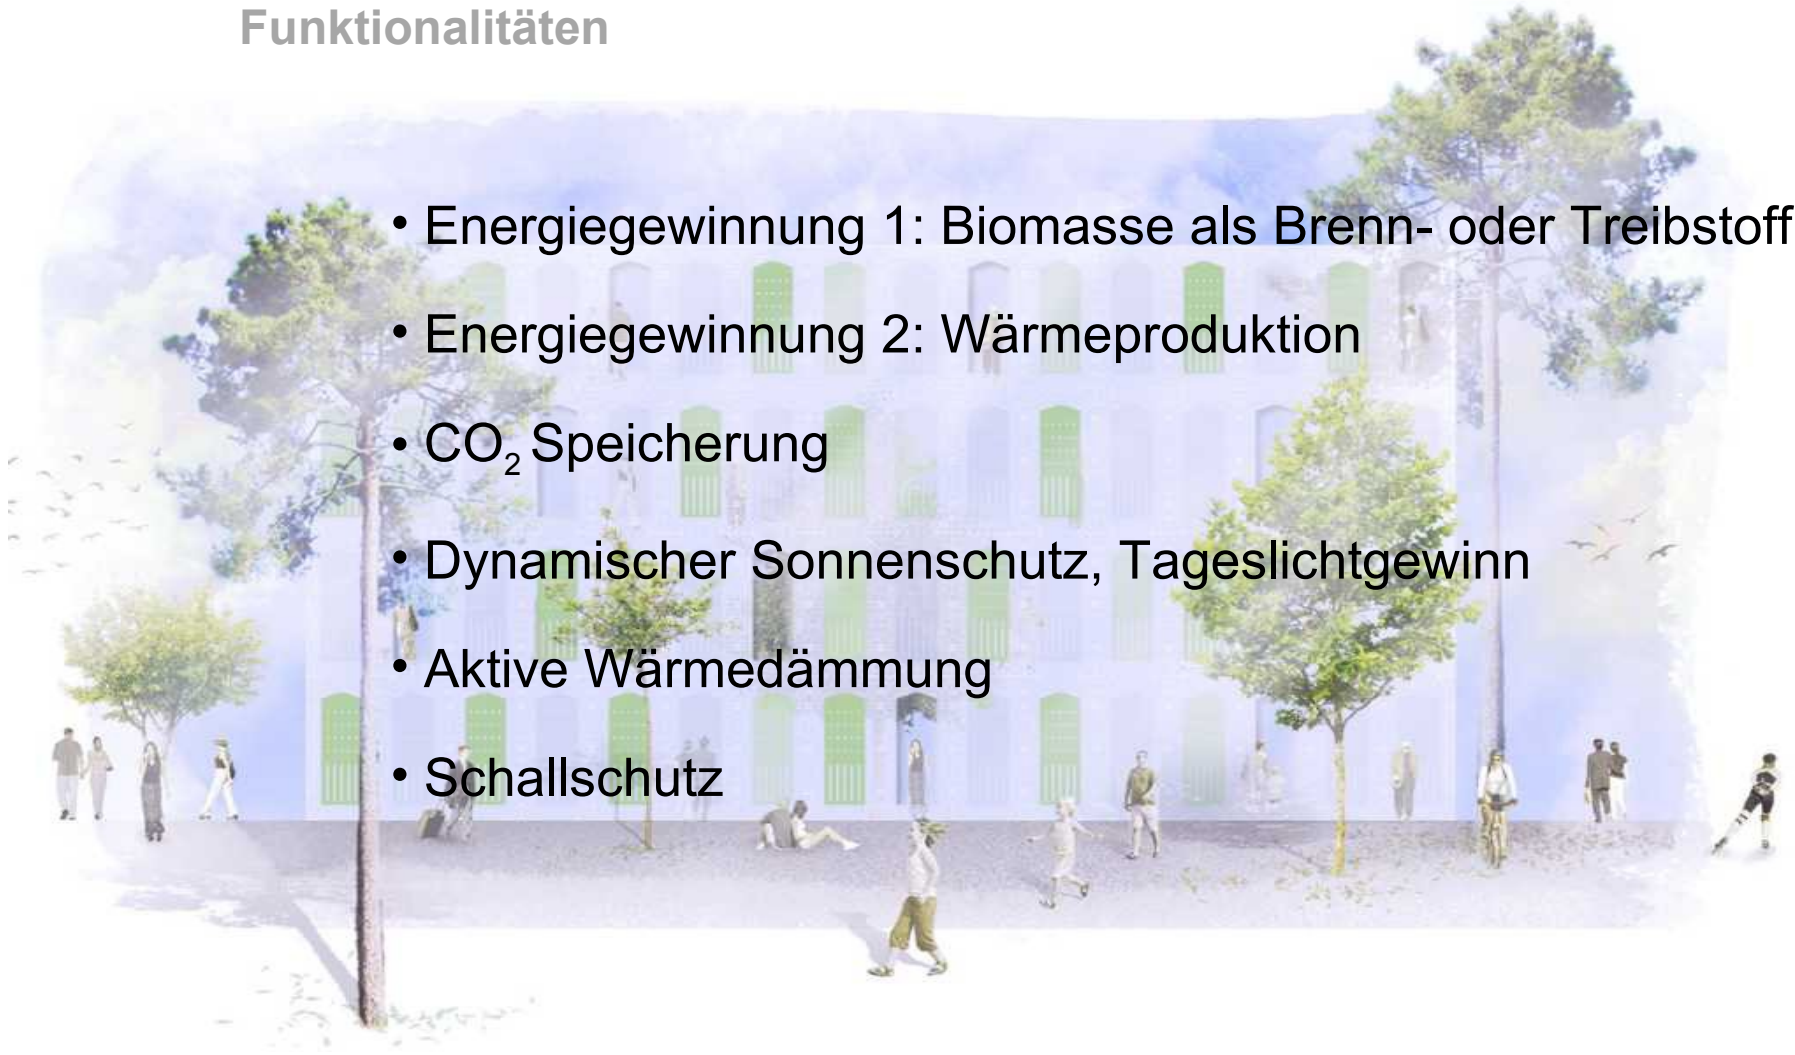 Funktionalitäten
• Energiegewinnung 1: Biomasse als Brenn- oder Treibstoff
• Energiegewinnung 2: Wärmeproduktion
• CO₂ Speicherung
• Dynamischer Sonnenschutz, Tageslichtgewinn
• Aktive Wärmedämmung
• Schallschutz